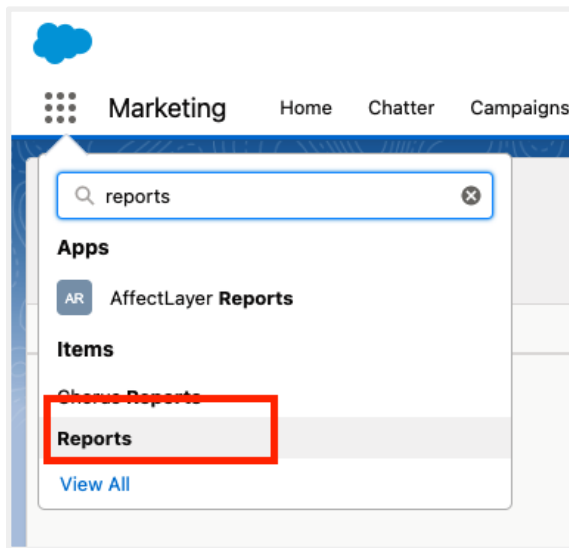 Marketing Home Chatter Campaigns
reports
Apps
AR AffectLayer Reports
Items
Chorus Reports
Reports
View All